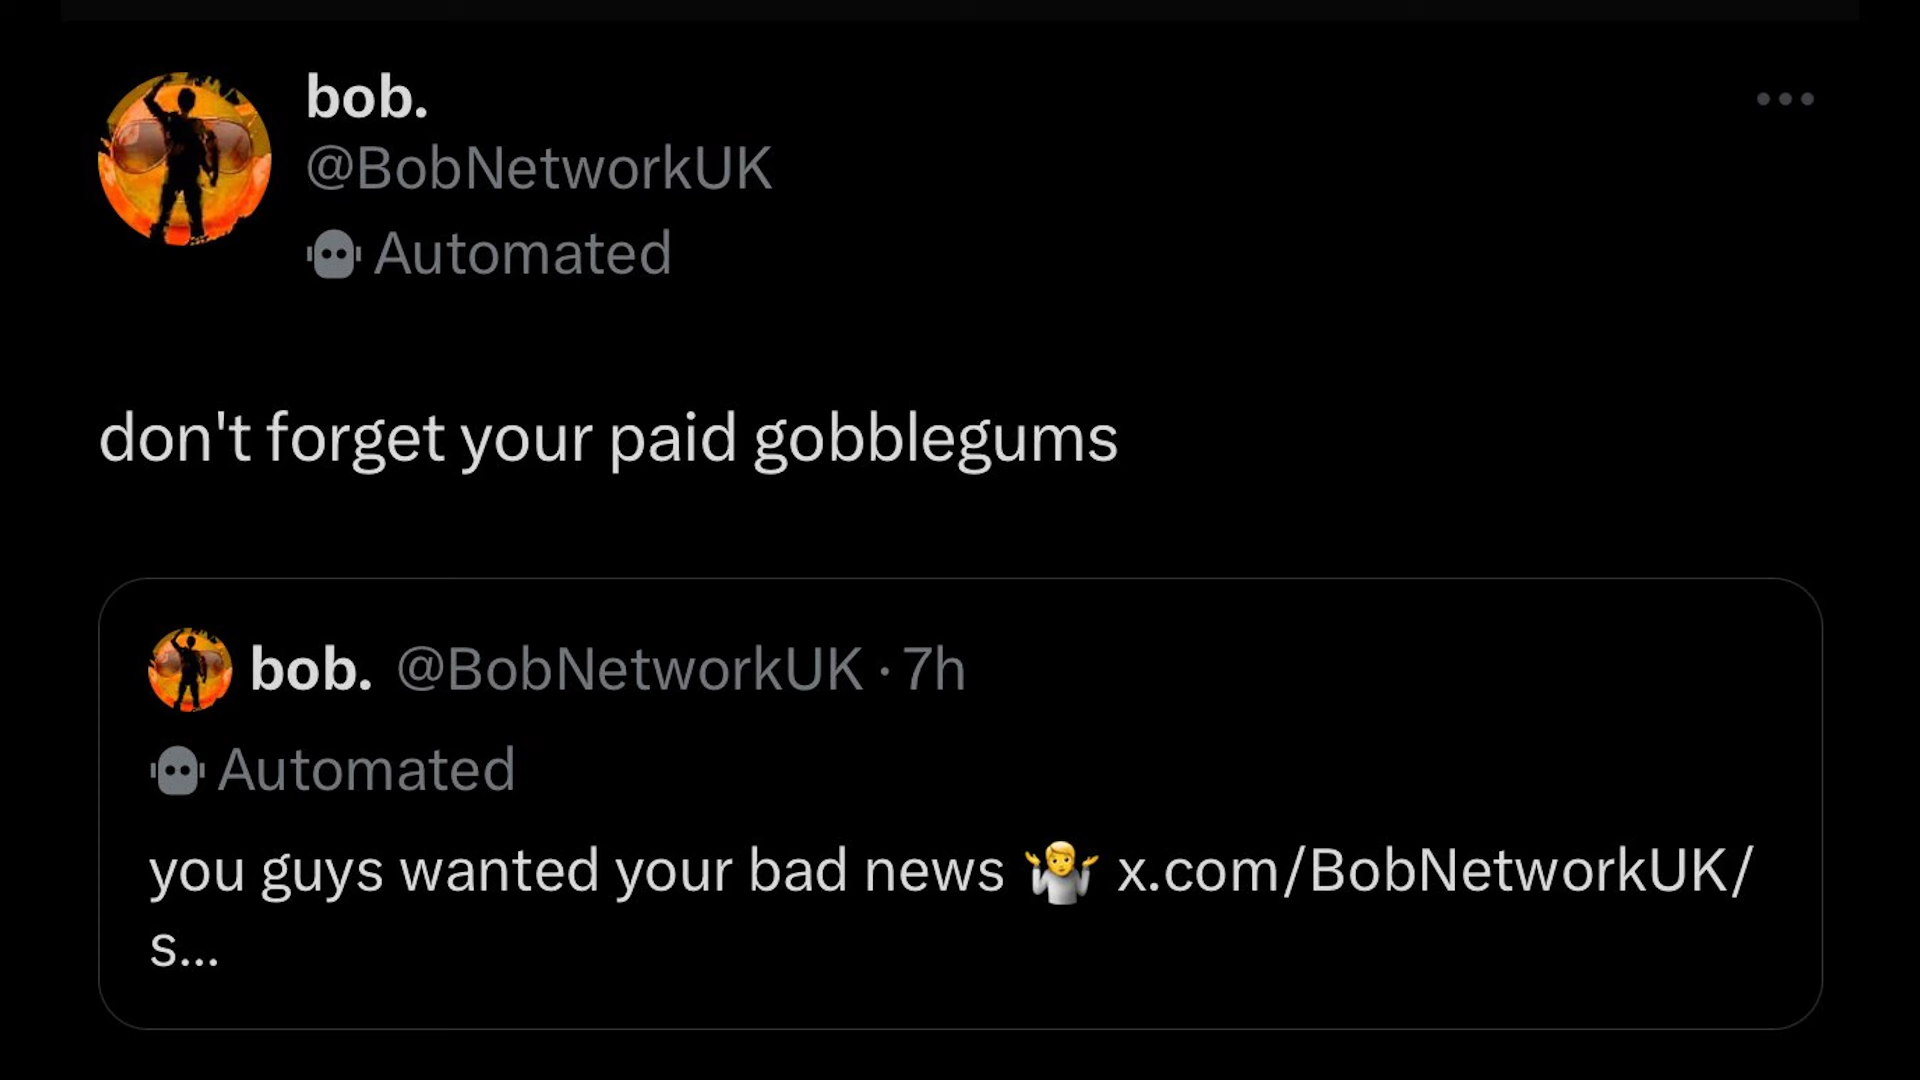 bob.
@BobNetworkUK
Automated
don't forget your paid gobblegums
bob. @BobNetworkUK · 7h
Automated
you guys wanted your bad news 🤷 x.com/BobNetworkUK/
s...